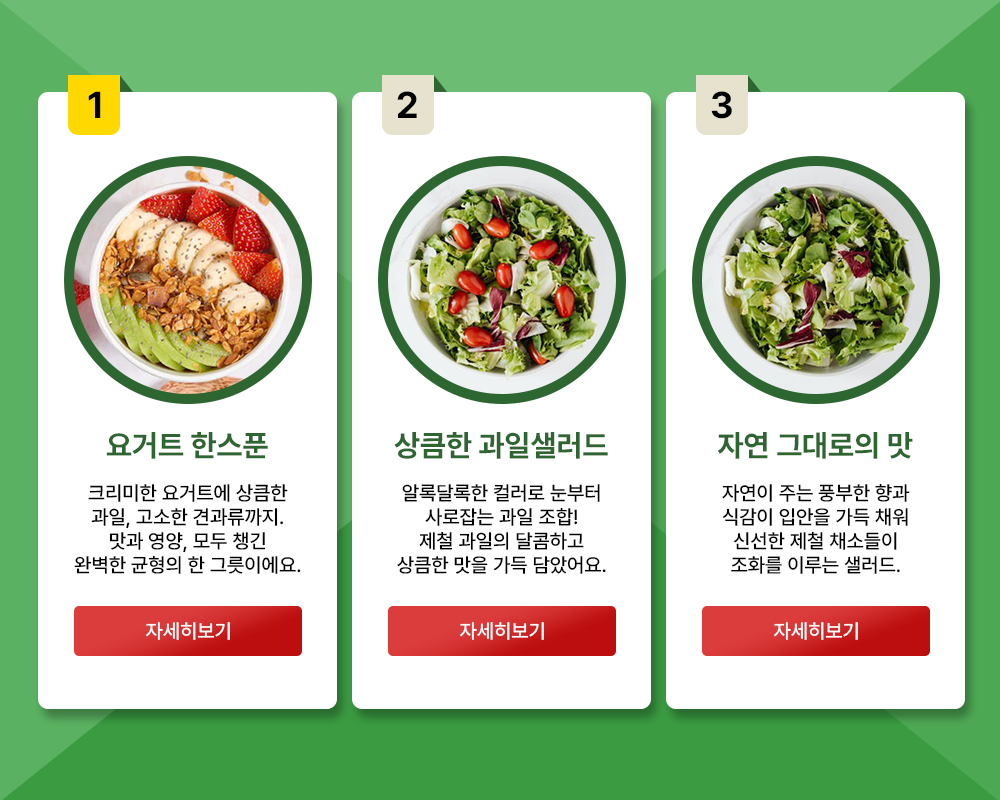 1
요거트 한스푼
크리미한 요거트에 상큼한
과일, 고소한 견과류까지.
맛과 영양, 모두 챙긴
완벽한 균형의 한 그릇이에요.
자세히보기
2
상큼한 과일샐러드
알록달록한 컬러로 눈부터
사로잡는 과일 조합!
제철 과일의 달콤하고
상큼한 맛을 가득 담았어요.
자세히보기
3
자연 그대로의 맛
자연이 주는 풍부한 향과
식감이 입안을 가득 채워
신선한 제철 채소들이
조화를 이루는 샐러드.
자세히보기